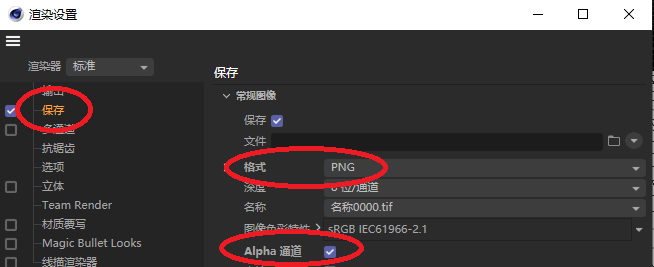 渲染设置
渲染器 标准
输出
保存
多通道
抗锯齿
选项
立体
Team Render
材质覆写
Magic Bullet Looks
线描渲染器
保存
常规图像
保存
文件
格式 PNG
深度 8 位/通道
名称 名称0000.tif
图像色彩特性 sRGB IEC61966-2.1
Alpha 通道